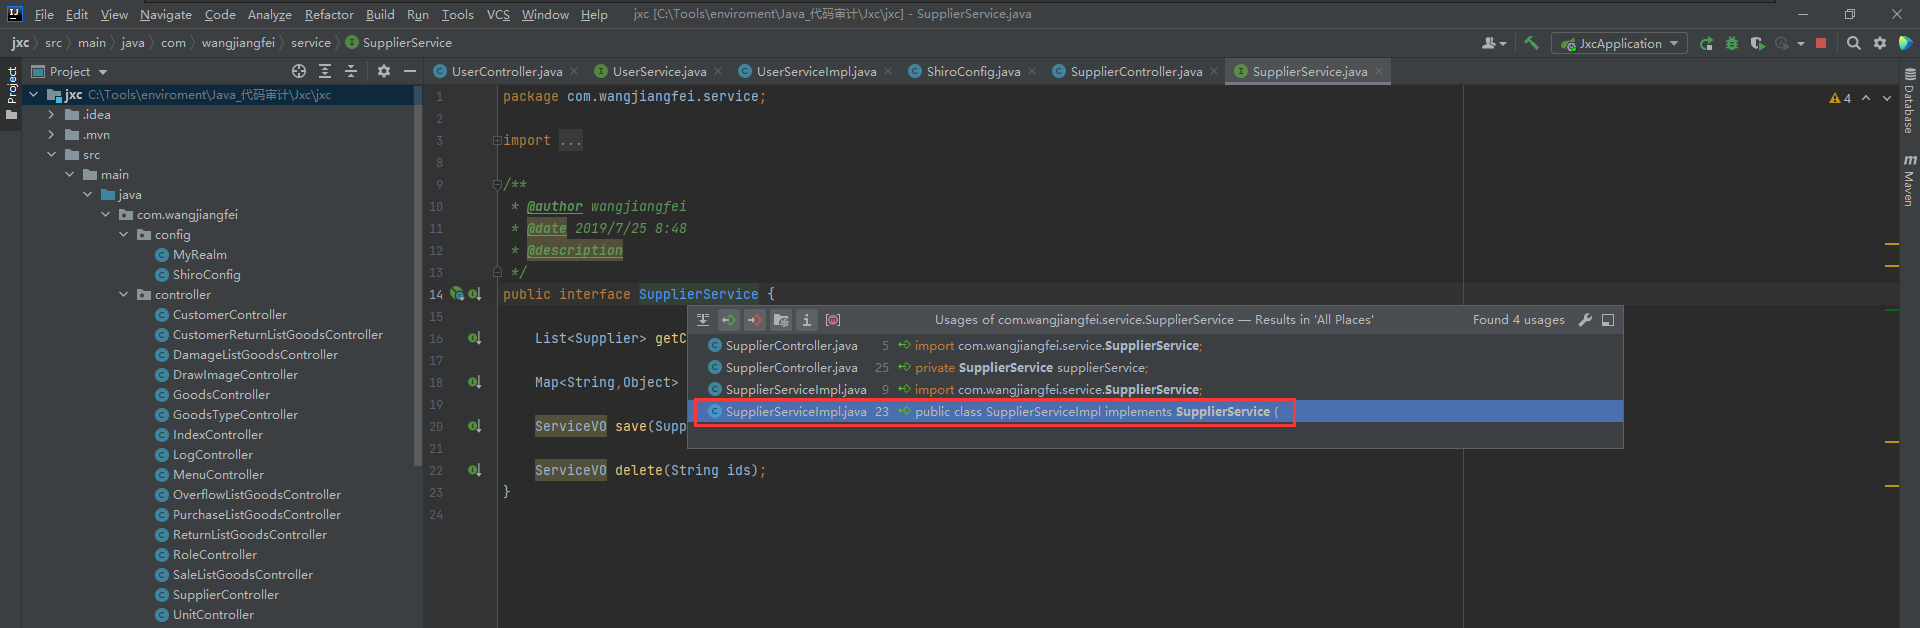 File Edit View Navigate Code Analyze Refactor Build Run Tools VCS Window Help jxc [C:\Tools\enviroment\Java_代码审计\Jxc\jxc] - SupplierService.java
jxc src main java com wangjiangfei service SupplierService JxcApplication
Project UserController.java UserService.java UserServiceImpl.java ShiroConfig.java SupplierController.java SupplierService.java
Project
Database
Maven
jxc C:\Tools\enviroment\Java_代码审计\Jxc\jxc
.idea
.mvn
src
main
java
com.wangjiangfei
config
MyRealm
ShiroConfig
controller
CustomerController
CustomerReturnListGoodsController
DamageListGoodsController
DrawImageController
GoodsController
GoodsTypeController
IndexController
LogController
MenuController
OverflowListGoodsController
PurchaseListGoodsController
ReturnListGoodsController
RoleController
SaleListGoodsController
SupplierController
UnitController
1 package com.wangjiangfei.service; 4
2
3 import ...
8
9 /**
10 * @author wangjiangfei
11 * @date 2019/7/25 8:48
12 * @description
13 */
14 public interface SupplierService {
15
16 List<Supplier> getC
17
18 Map<String,Object>
19
20 ServiceVO save(Supp
21
22 ServiceVO delete(String ids);
23 }
24
Usages of com.wangjiangfei.service.SupplierService — Results in 'All Places' Found 4 usages
SupplierController.java 5 import com.wangjiangfei.service.SupplierService;
SupplierController.java 25 private SupplierService supplierService;
SupplierServiceImpl.java 9 import com.wangjiangfei.service.SupplierService;
SupplierServiceImpl.java 23 public class SupplierServiceImpl implements SupplierService {